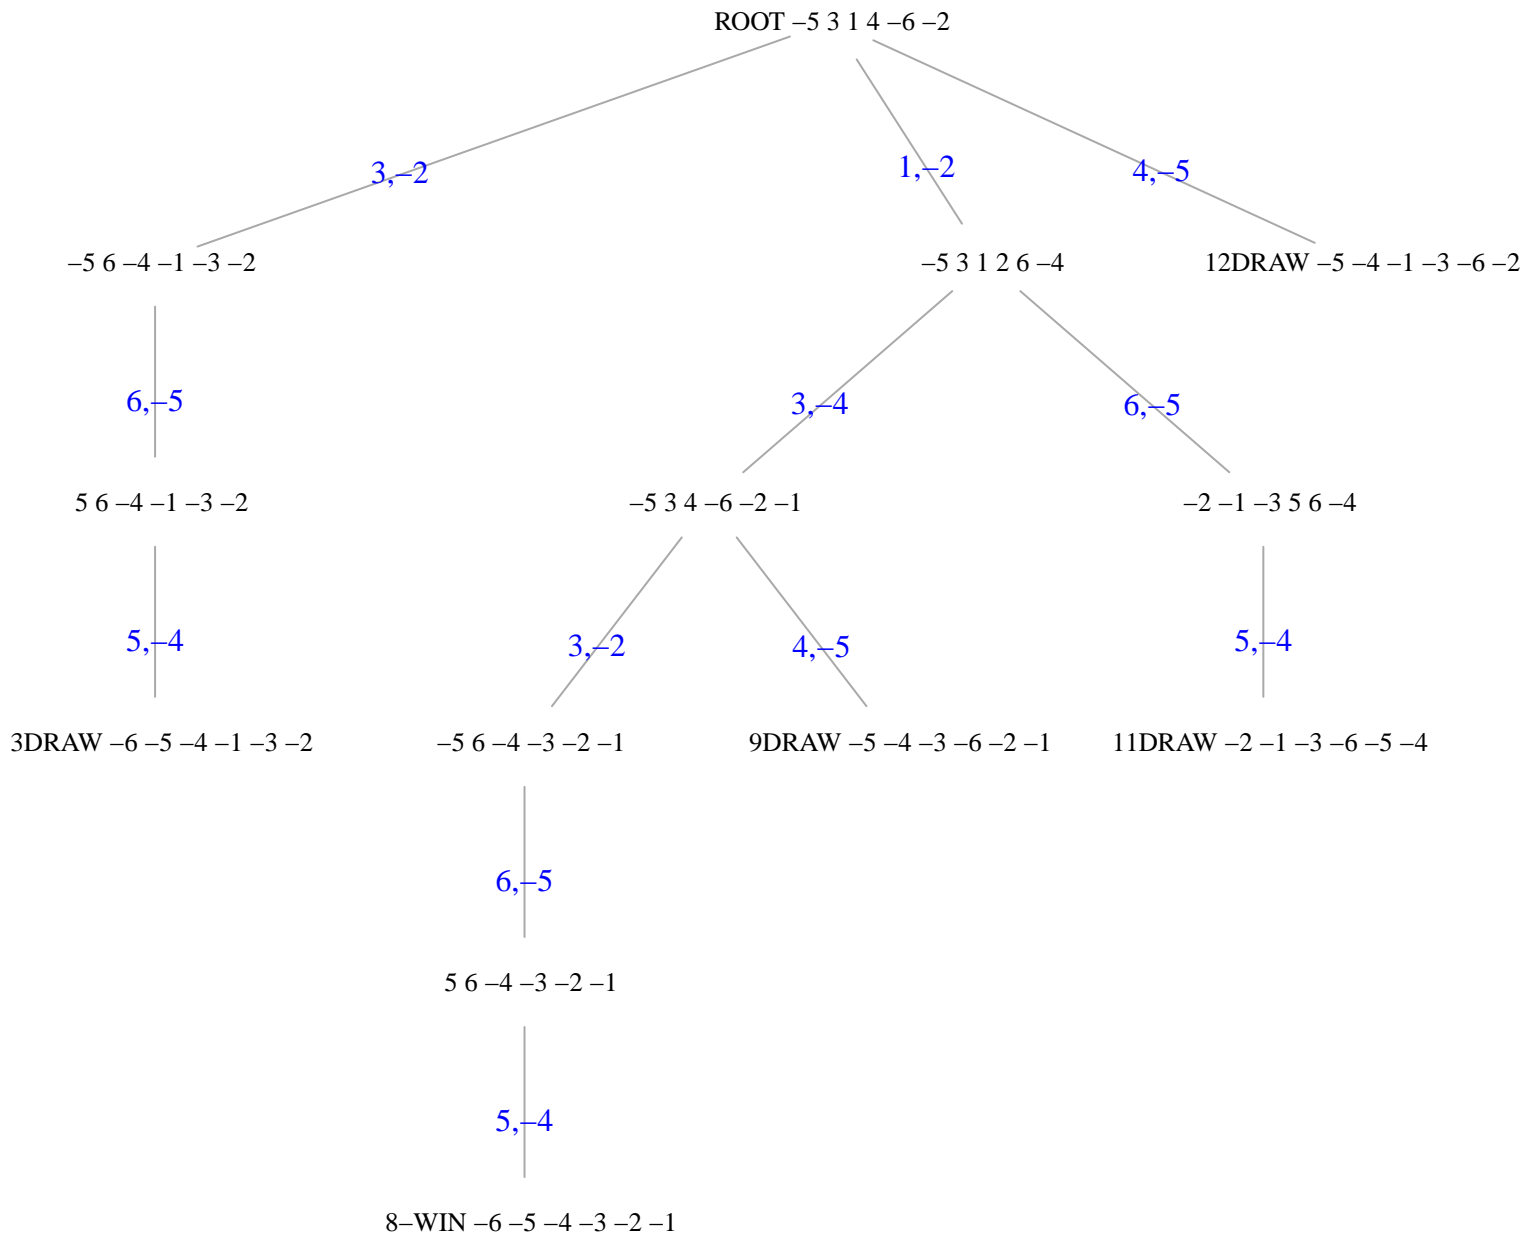 ROOT –5 3 1 4 –6 –2
3,–2
1,–2
4,–5
–5 6 –4 –1 –3 –2
–5 3 1 2 6 –4
12DRAW –5 –4 –1 –3 –6 –2
6,–5
3,–4
6,–5
5 6 –4 –1 –3 –2
–5 3 4 –6 –2 –1
–2 –1 –3 5 6 –4
5,–4
3,–2
4,–5
5,–4
3DRAW –6 –5 –4 –1 –3 –2
–5 6 –4 –3 –2 –1
9DRAW –5 –4 –3 –6 –2 –1
11DRAW –2 –1 –3 –6 –5 –4
6,–5
5 6 –4 –3 –2 –1
5,–4
8–WIN –6 –5 –4 –3 –2 –1